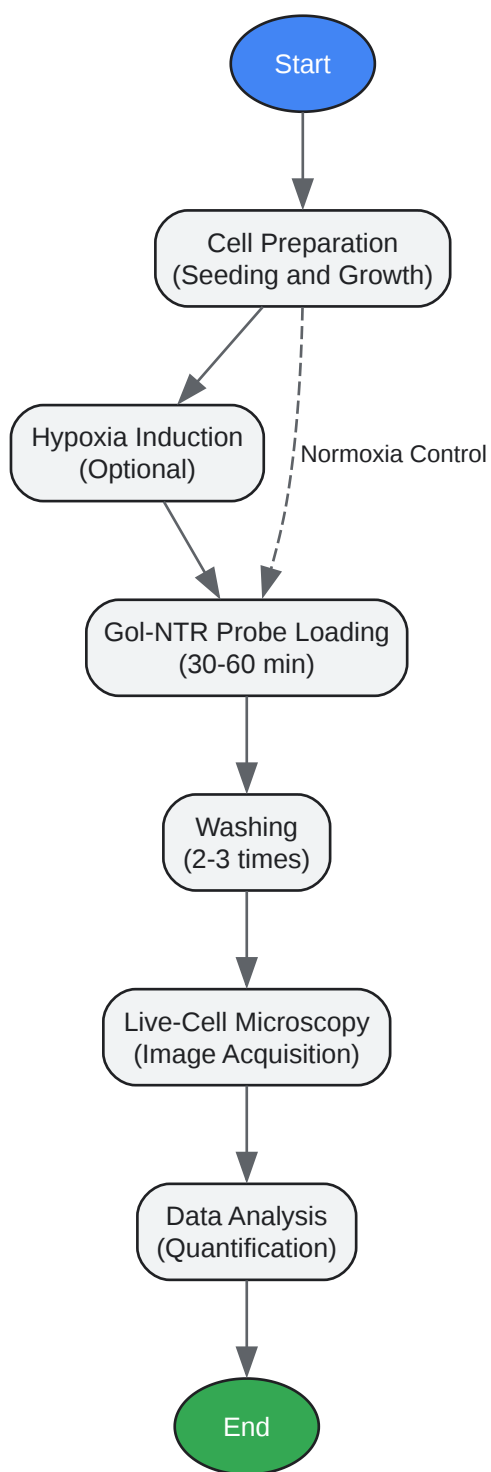 Start
Cell Preparation
(Seeding and Growth)
Hypoxia Induction
(Optional)
Normoxia Control
Gol-NTR Probe Loading
(30-60 min)
Washing
(2-3 times)
Live-Cell Microscopy
(Image Acquisition)
Data Analysis
(Quantification)
End